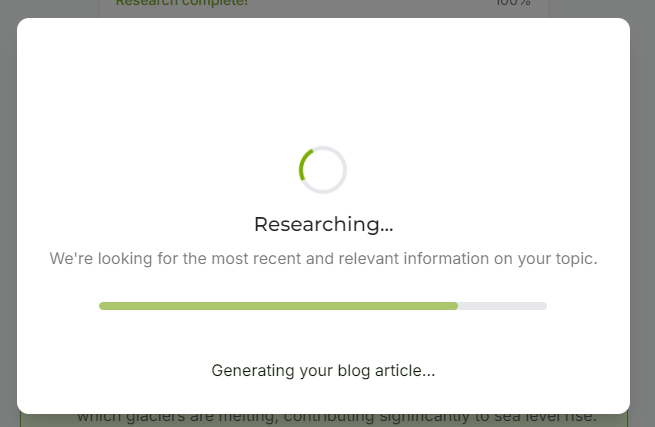 Research complete! 100%
Researching...
We're looking for the most recent and relevant information on your topic.
Generating your blog article...
which glaciers are melting, contributing significantly to sea level rise.